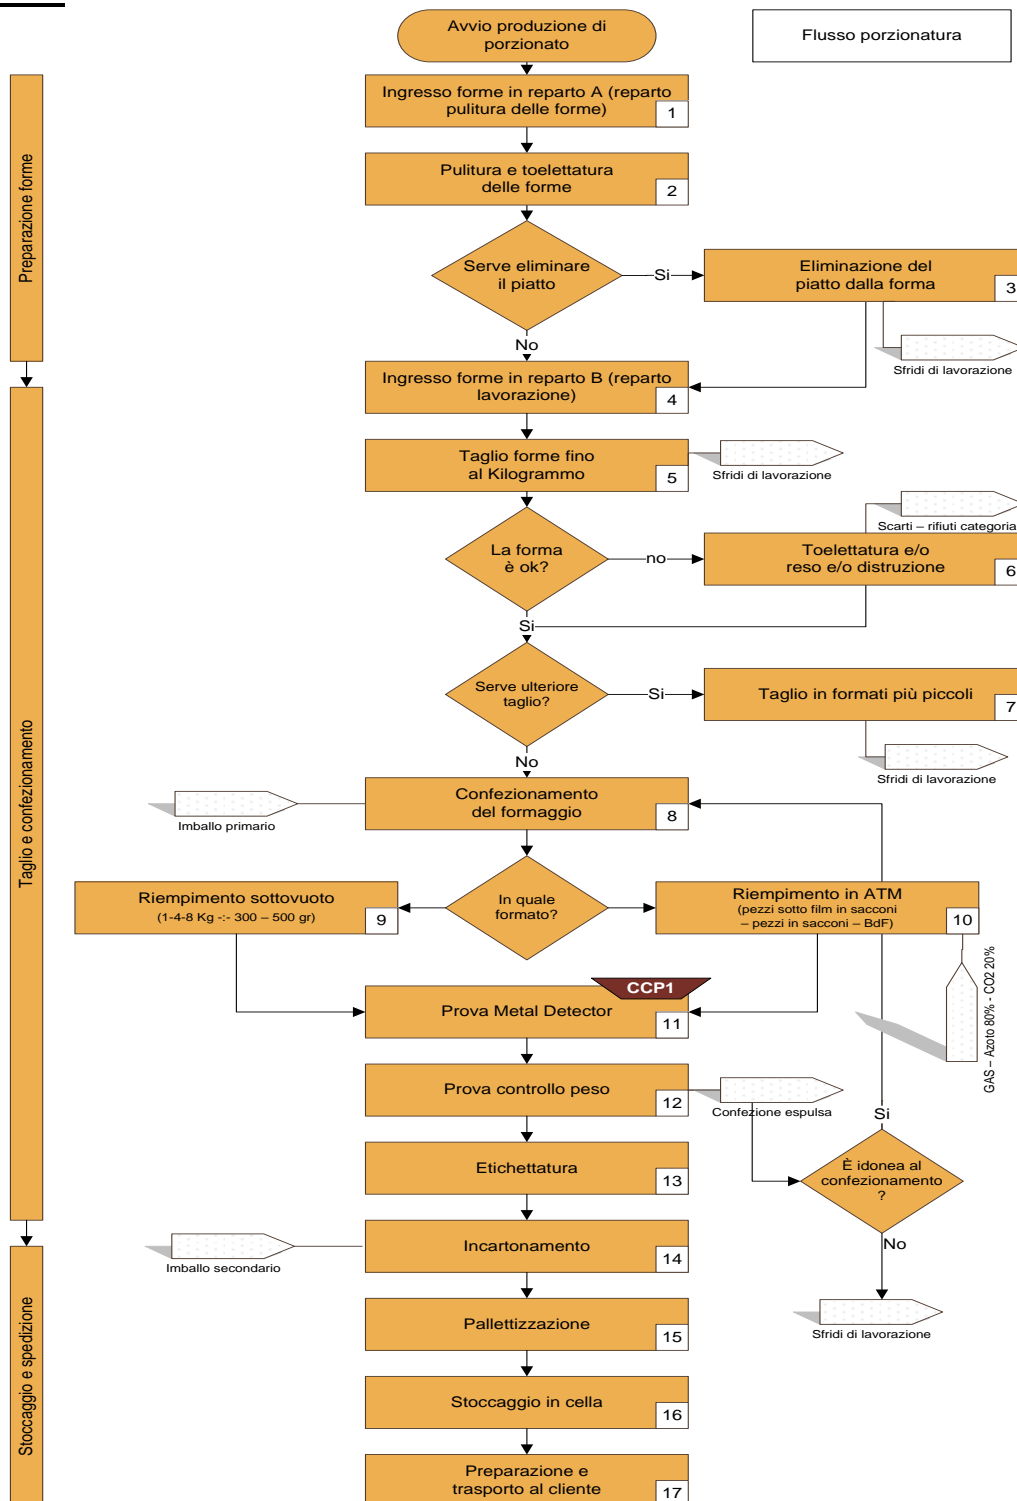 Avvio produzione di
porzionato
Flusso porzionatura
Preparazione forme
Ingresso forme in reparto A (reparto
pulitura delle forme)
1
Pulitura e toelettatura
delle forme
2
Serve eliminare
il piatto
Si
Eliminazione del
piatto dalla forma
3
Sfridi di lavorazione
No
Ingresso forme in reparto B (reparto
lavorazione)
4
Taglio e confezionamento
Taglio forme fino
al Kilogrammo
5
Sfridi di lavorazione
Scarti – rifiuti categoria
La forma
è ok?
no
Toelettatura e/o
reso e/o distruzione
6
Si
Serve ulteriore
taglio?
Si
Taglio in formati più piccoli
7
Sfridi di lavorazione
No
Confezionamento
del formaggio
8
Imballo primario
In quale
formato?
Riempimento sottovuoto
(1-4-8 Kg -:- 300 – 500 gr)
9
Riempimento in ATM
(pezzi sotto film in sacconi
– pezzi in sacconi – BdF)
10
GAS – Azoto 80% - CO2 20%
CCP1
Prova Metal Detector
11
Prova controllo peso
12
Confezione espulsa
Si
È idonea al
confezionamento
?
No
Sfridi di lavorazione
Etichettatura
13
Stoccaggio e spedizione
Incartonamento
14
Imballo secondario
Pallettizzazione
15
Stoccaggio in cella
16
Preparazione e
trasporto al cliente
17